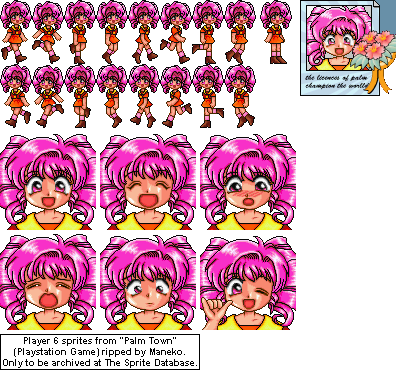 the licences of palm
champion the world
Player 6 sprites from "Palm Town"
(Playstation Game) ripped by Maneko.
Only to be archived at The Sprite Database.